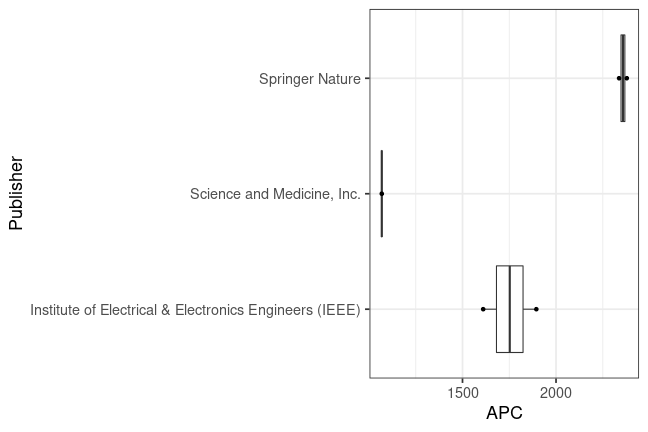 Publisher
Springer Nature
Science and Medicine, Inc.
Institute of Electrical & Electronics Engineers (IEEE)
1500 2000
APC